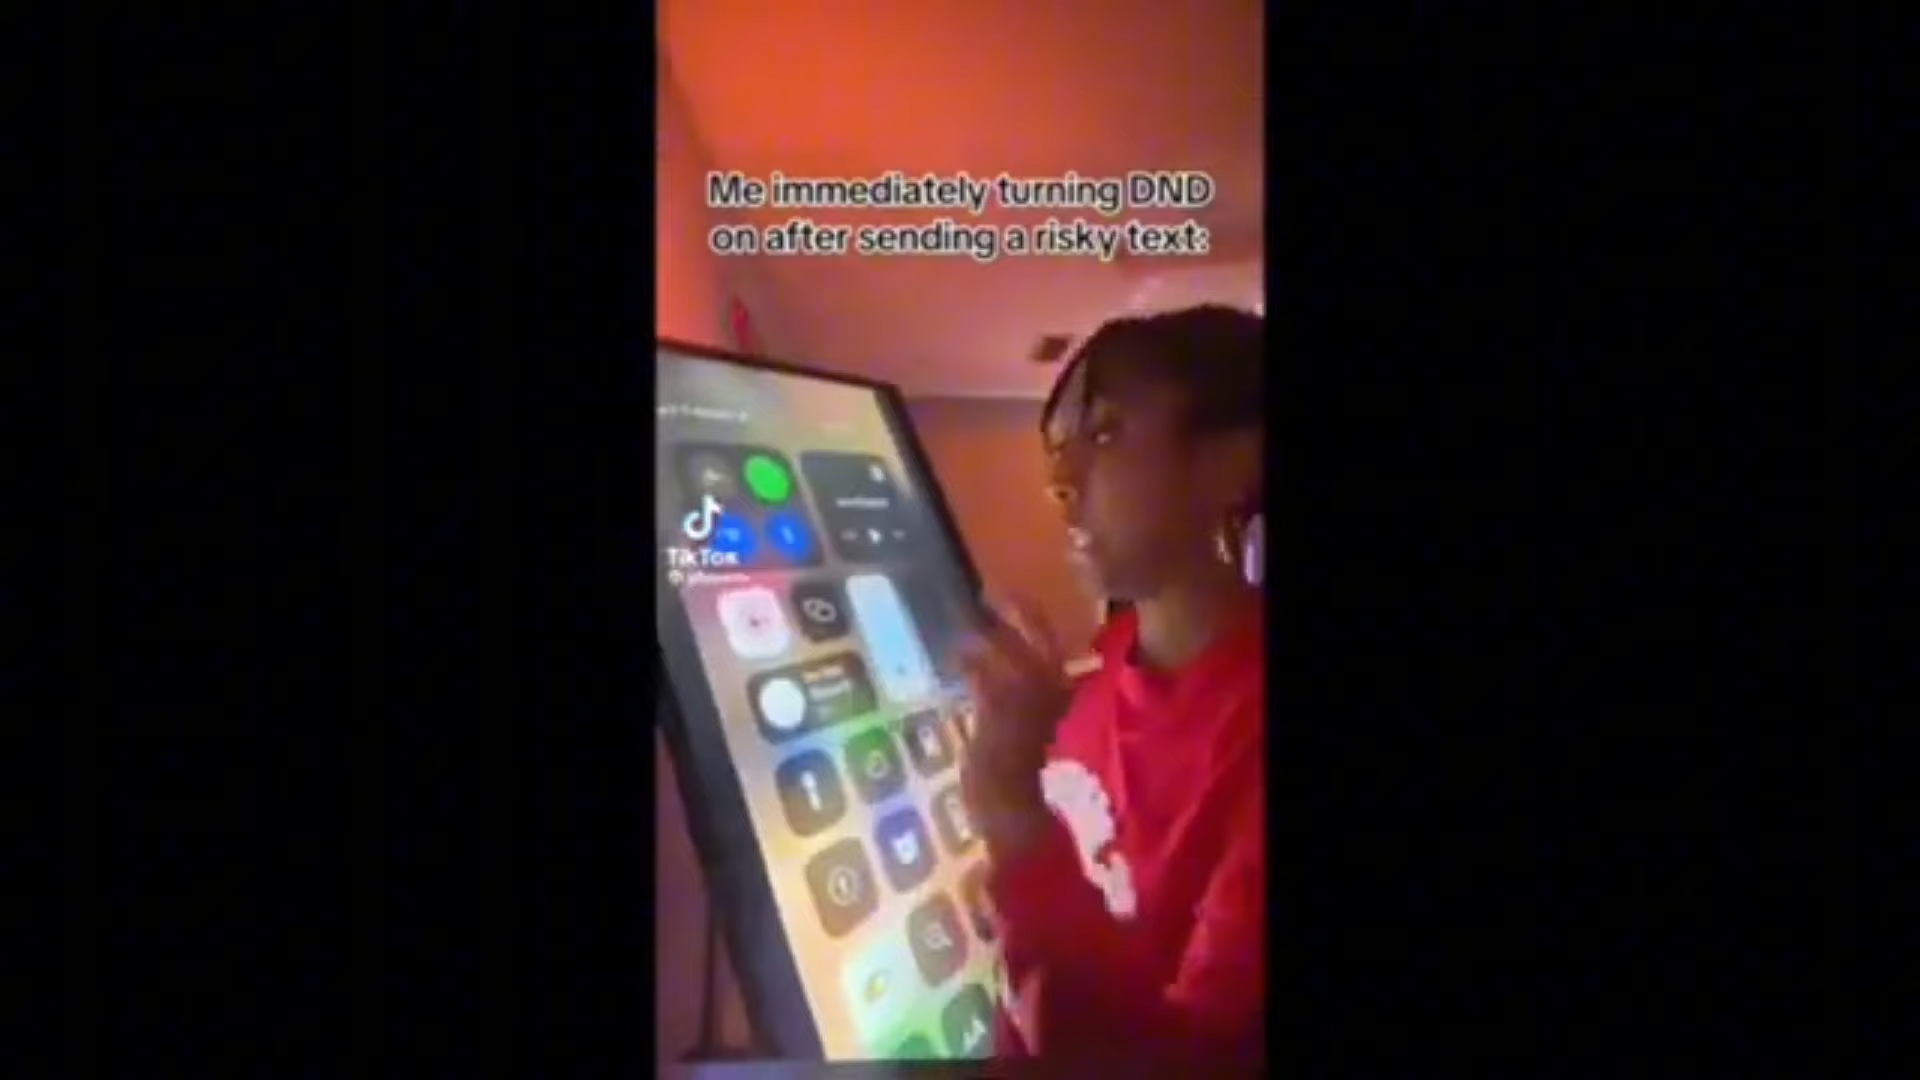 Me immediately turning DND
on after sending a risky text:
TikTok